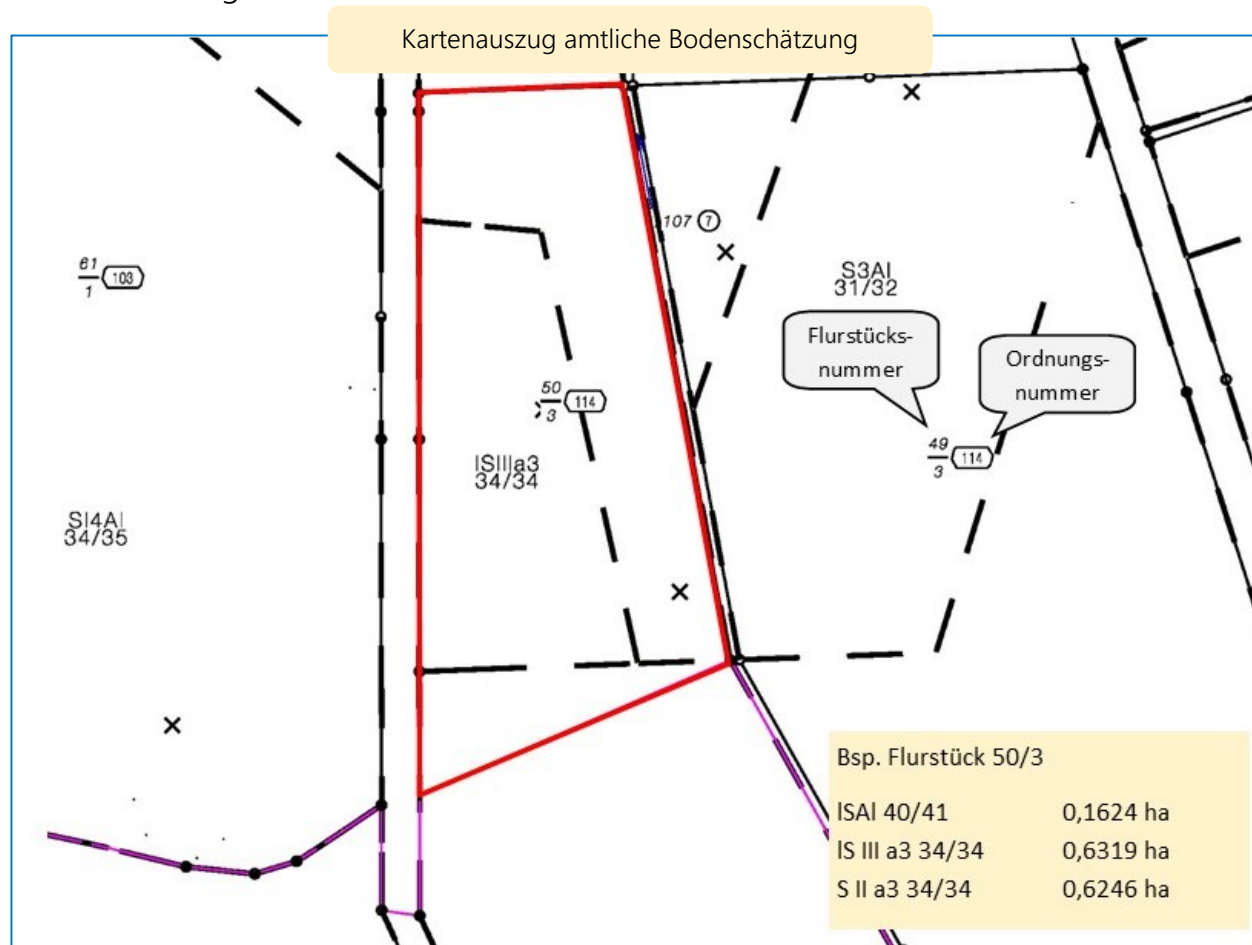 Kartenauszug amtliche Bodenschätzung
107 7
61
1
103
S3Al
31/32
Flurstücks-
nummer
Ordnungs-
nummer
50
3
114
49
3
114
lSIIIa3
34/34
Sl4Al
34/35
Bsp. Flurstück 50/3
lSAl 40/41 0,1624 ha
lS III a3 34/34 0,6319 ha
S II a3 34/34 0,6246 ha